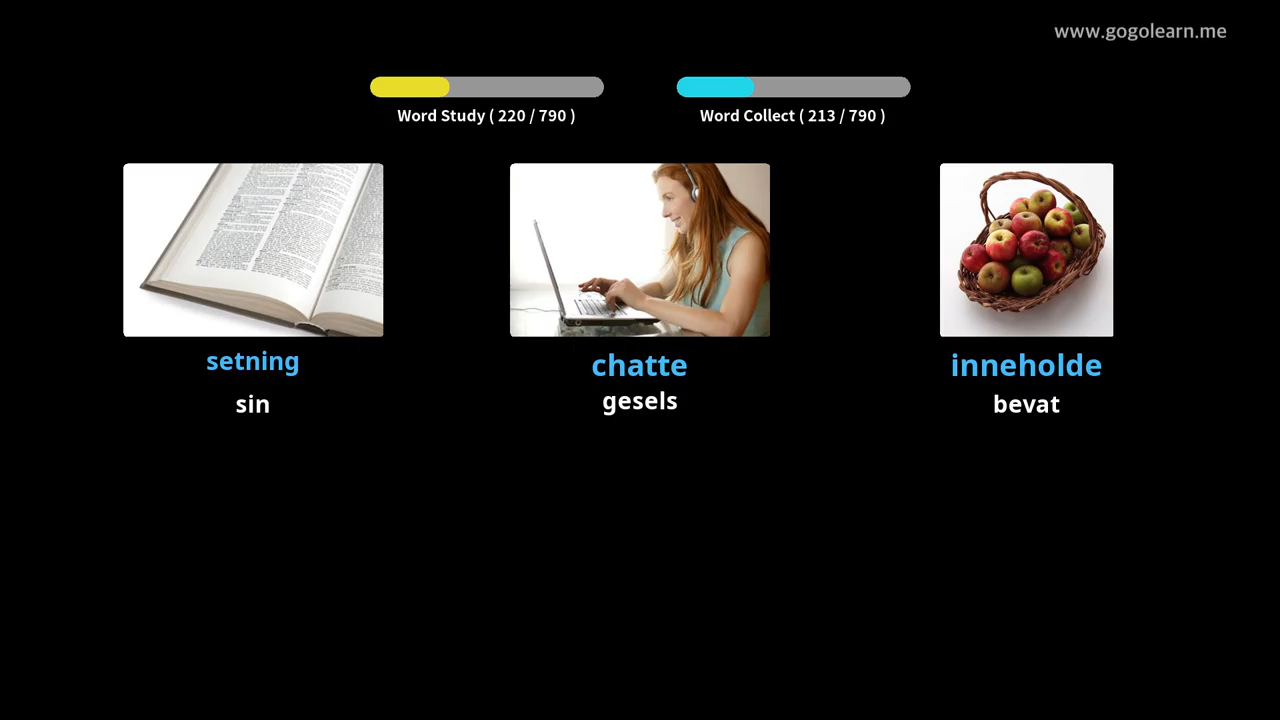 www.gogolearn.me
Word Study ( 220 / 790 )
Word Collect ( 213 / 790 )
setning
chatte
inneholde
sin
gesels
bevat